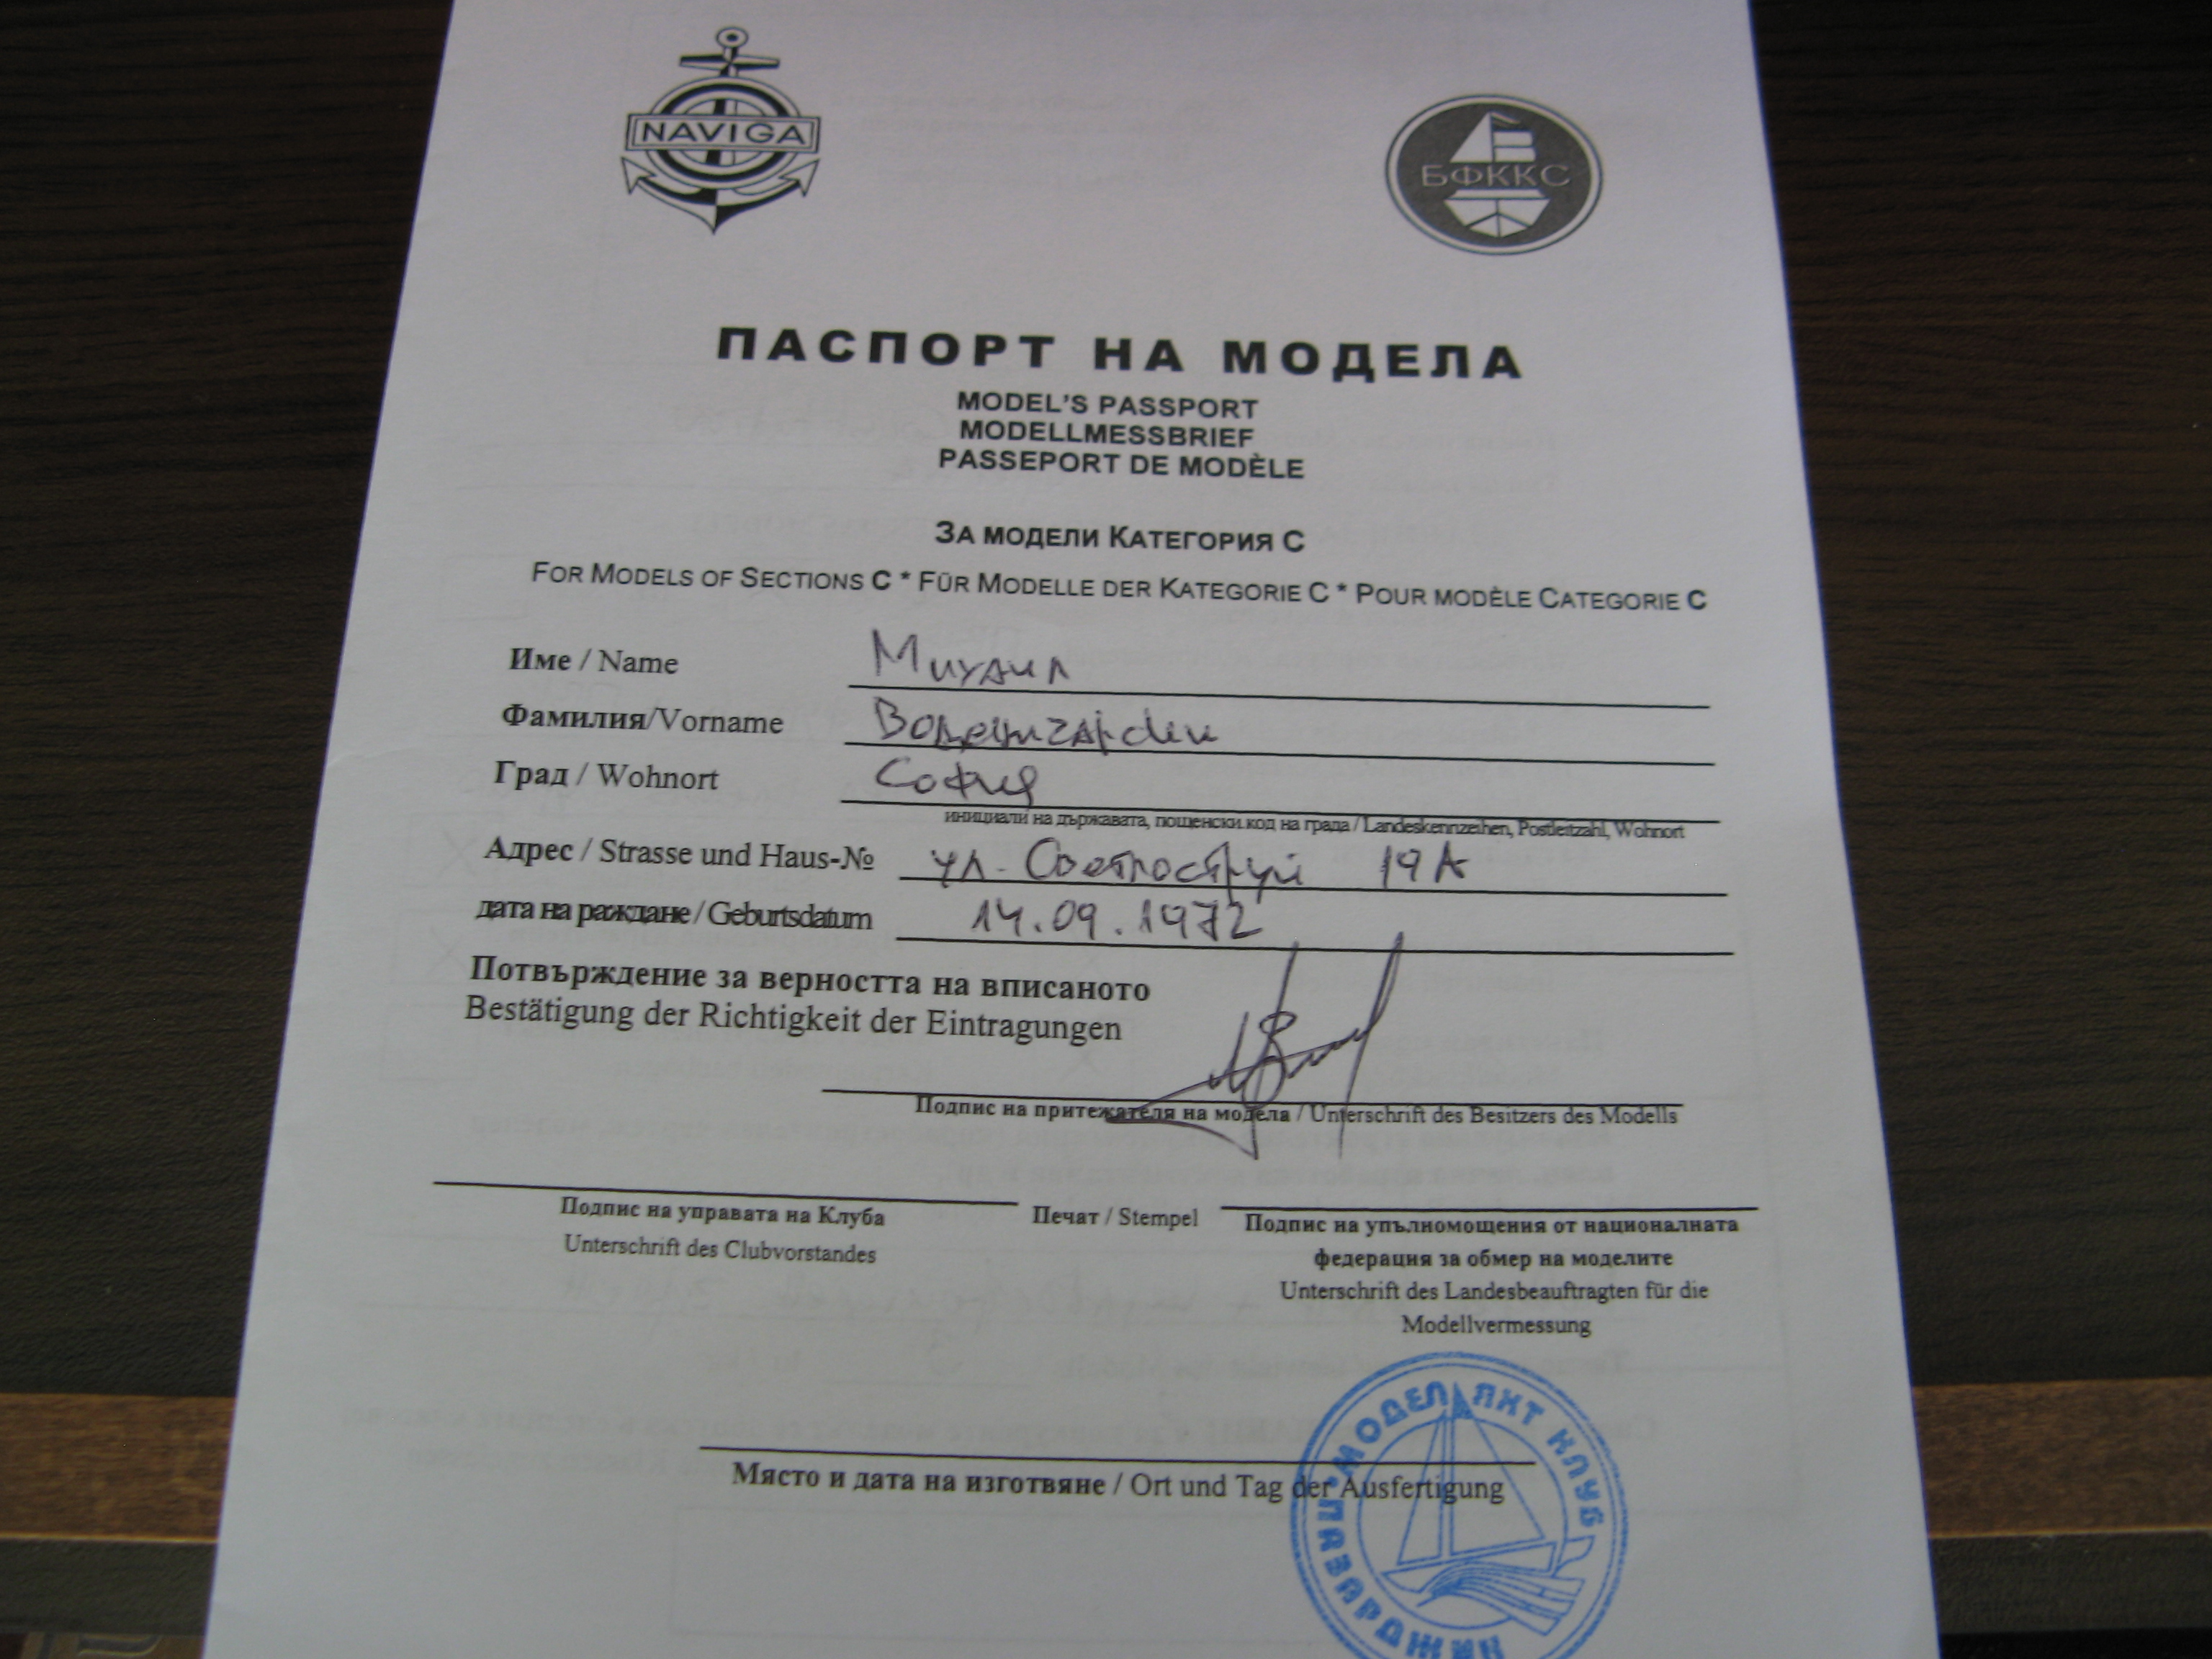 NAVIGA
БФККС
ПАСПОРТ НА МОДЕЛА
MODEL'S PASSPORT
MODELLMESSBRIEF
PASSEPORT DE MODÈLE
ЗА МОДЕЛИ КАТЕГОРИЯ С
FOR MODELS OF SECTIONS C * FÜR MODELLE DER KATEGORIE C * POUR MODÈLE CATEGORIE C
Име / Name Михаил
Фамилия/Vorname
Град / Wohnort София
инициали на държавата, пощенски.код на града / Landeskennzeihen, Postleitzahl, Wohnort
Адрес / Strasse und Haus-№ ул. Светлоструй 19А
дата на раждане / Geburtsdatum 14.09.1972
Потвърждение за верността на вписаното
Bestätigung der Richtigkeit der Eintragungen
Подпис на притежателя на модела / Unterschrift des Besitzers des Modells
Подпис на управата на Клуба
Unterschrift des Clubvorstandes
Печат / Stempel
Подпис на упълномощения от националната
федерация за обмер на моделите
Unterschrift des Landesbeauftragten für die
Modellvermessung
Място и дата на изготвяне / Ort und Tag der Ausfertigung
МОДЕЛ ЯХТ КЛУБ
ПАЗАРДЖИК